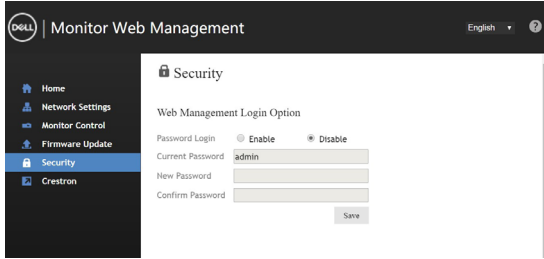 DELL | Monitor Web Management
English
?
Home
Network Settings
Monitor Control
Firmware Update
Security
Crestron
Security
Web Management Login Option
Password Login Enable Disable
Current Password admin
New Password
Confirm Password
Save